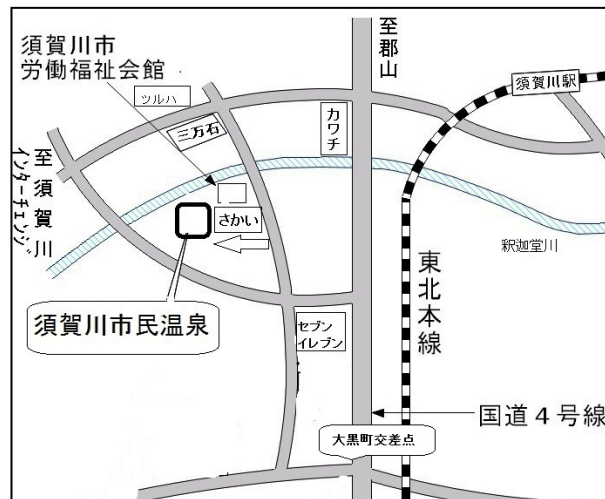 須賀川市
労働福祉会館
至郡山
須賀川駅
ツルハ
三万石
カワチ
至須賀川
インターチェンジ
さかい
釈迦堂川
須賀川市民温泉
東北本線
セブン
イレブン
国道4号線
大黒町交差点